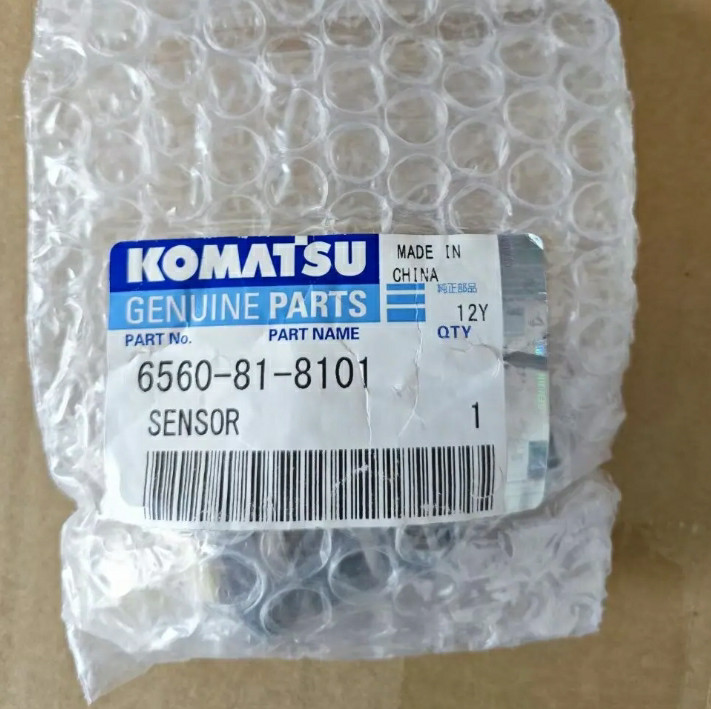 KOMATSU
MADE IN
CHINA
GENUINE PARTS
純正部品
12Y
PART No.
PART NAME
QTY
6560-81-8101
SENSOR
1